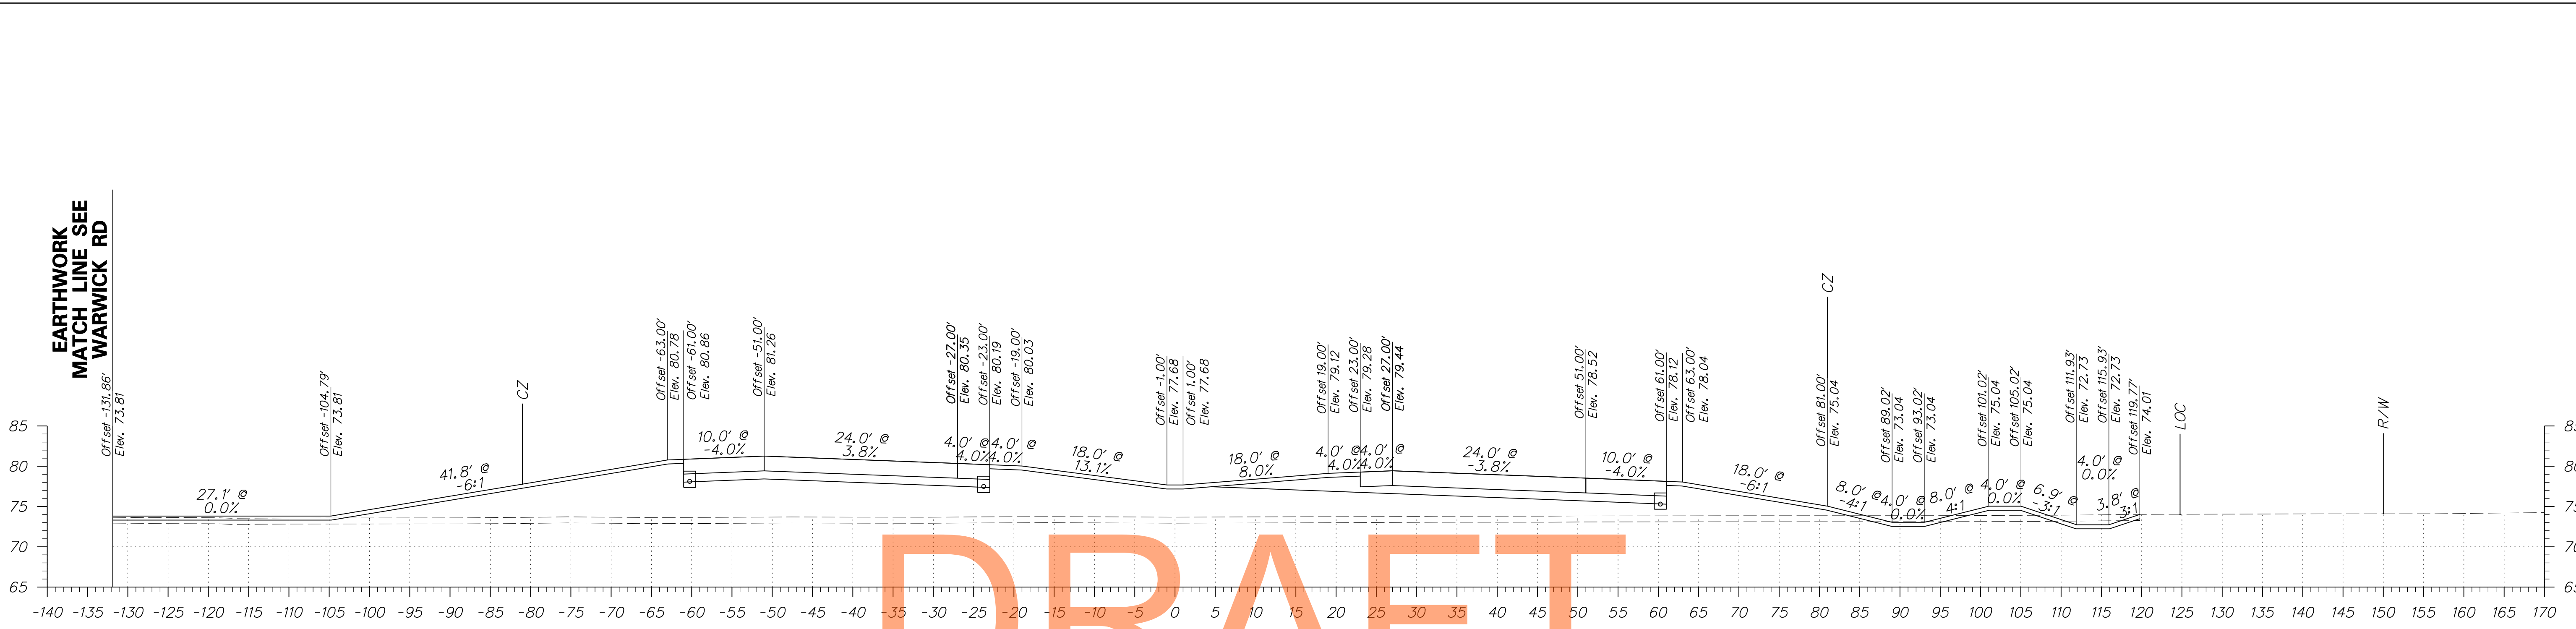 EARTHWORK
MATCH LINE SEE
WARWICK RD
Offset -131.86'
Elev. 73.81
Offset -104.79'
Elev. 73.81
CZ
Offset -63.00'
Elev. 80.78
Offset -61.00'
Elev. 80.86
Offset -51.00'
Elev. 81.26
Offset -27.00'
Elev. 80.35
Offset -23.00'
Elev. 80.19
Offset -19.00'
Elev. 80.03
Offset -1.00'
Elev. 77.68
Offset 1.00'
Elev. 77.68
Offset 19.00'
Elev. 79.12
Offset 23.00'
Elev. 79.28
Offset 27.00'
Elev. 79.44
Offset 51.00'
Elev. 78.52
Offset 61.00'
Elev. 78.12
Offset 63.00'
Elev. 78.04
CZ
Offset 81.00'
Elev. 75.04
Offset 89.02'
Elev. 73.04
Offset 93.02'
Elev. 73.04
Offset 101.02'
Elev. 75.04
Offset 105.02'
Elev. 75.04
Offset 111.93'
Elev. 72.73
Offset 115.93'
Elev. 72.73
Offset 119.77'
Elev. 74.01
LOC
R/W
27.1' @
0.0%
41.8' @
-6:1
10.0' @
-4.0%
24.0' @
3.8%
4.0' @
4.0%
4.0' @
4.0%
18.0' @
13.1%
18.0' @
8.0%
4.0' @
4.0%
4.0' @
4.0%
24.0' @
-3.8%
10.0' @
-4.0%
18.0' @
-6:1
8.0' @
-4:1
4.0' @
0.0%
8.0' @
4:1
4.0' @
0.0%
6.9' @
-3:1
4.0' @
0.0%
3.8' @
3:1
85
80
75
70
65
-140 -135 -130 -125 -120 -115 -110 -105 -100 -95 -90 -85 -80 -75 -70 -65 -60 -55 -50 -45 -40 -35 -30 -25 -20 -15 -10 -5 0 5 10 15 20 25 30 35 40 45 50 55 60 65 70 75 80 85 90 95 100 105 110 115 120 125 130 135 140 145 150 155 160 165 170
DRAFT